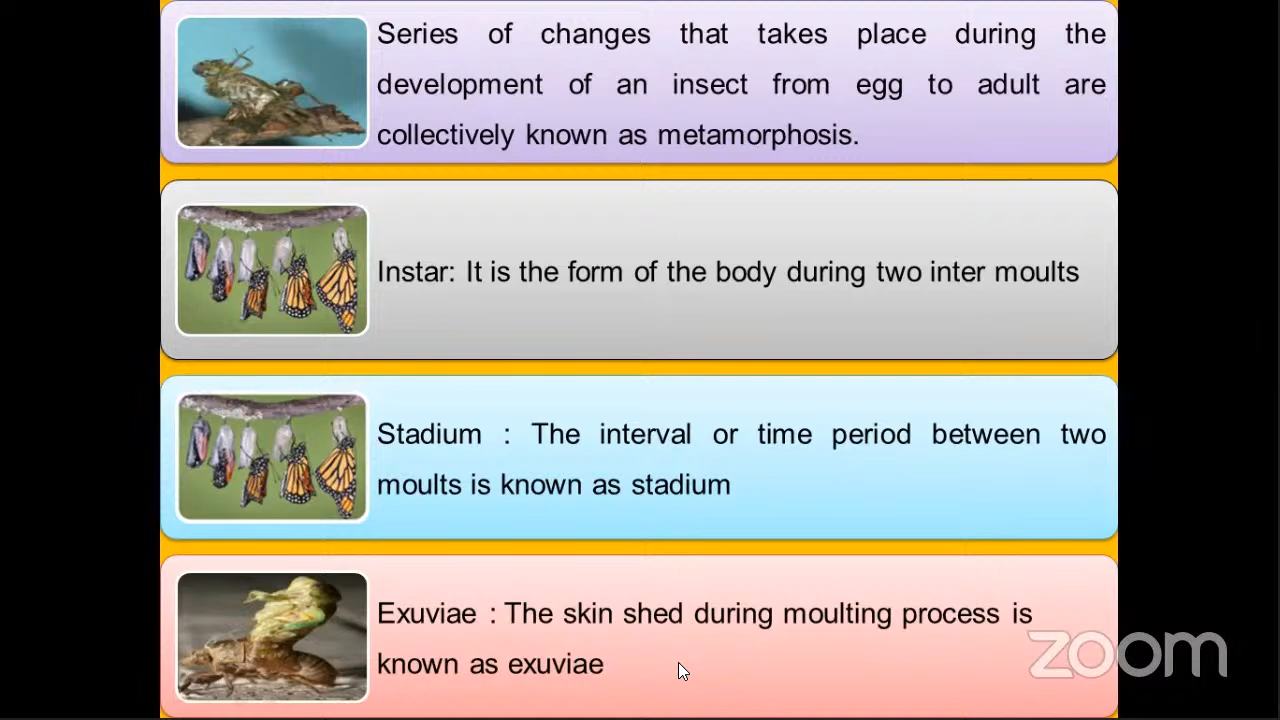 Series of changes that takes place during the
development of an insect from egg to adult are
collectively known as metamorphosis.
Instar: It is the form of the body during two inter moults
Stadium : The interval or time period between two
moults is known as stadium
Exuviae : The skin shed during moulting process is
known as exuviae
zoom